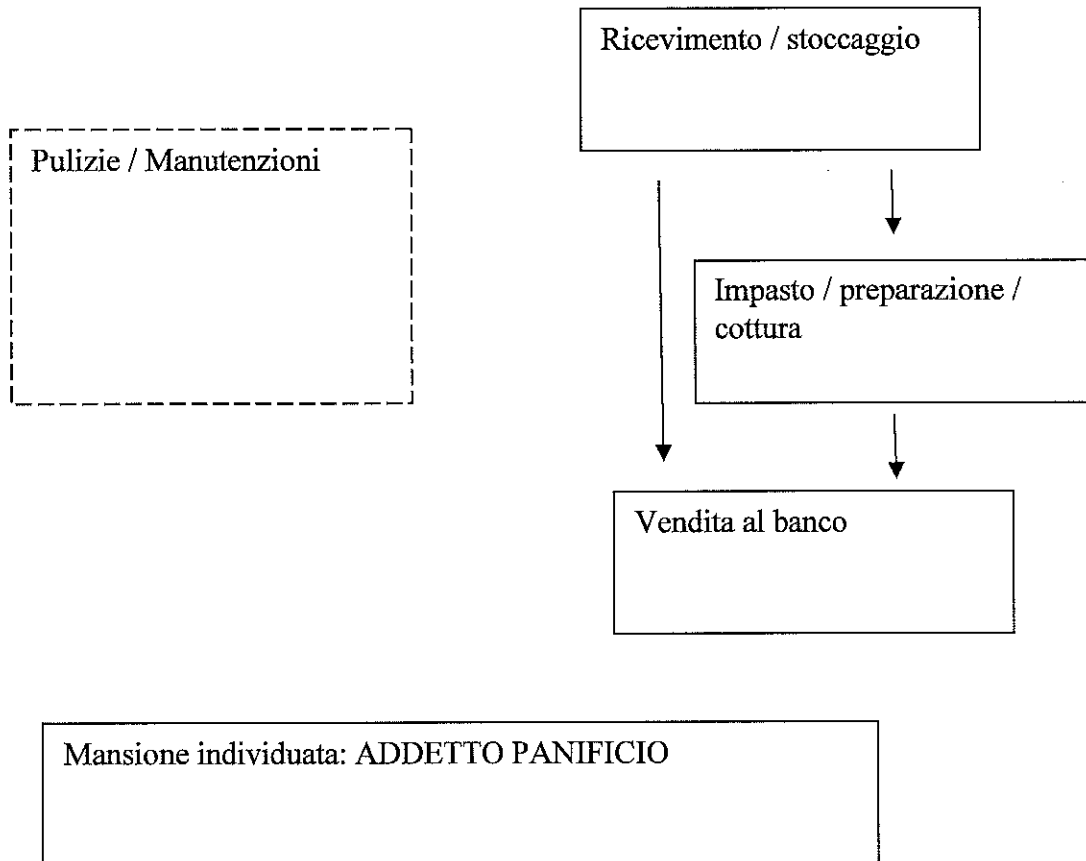 Ricevimento / stoccaggio
Pulizie / Manutenzioni
Impasto / preparazione /
cottura
Vendita al banco
Mansione individuata: ADDETTO PANIFICIO